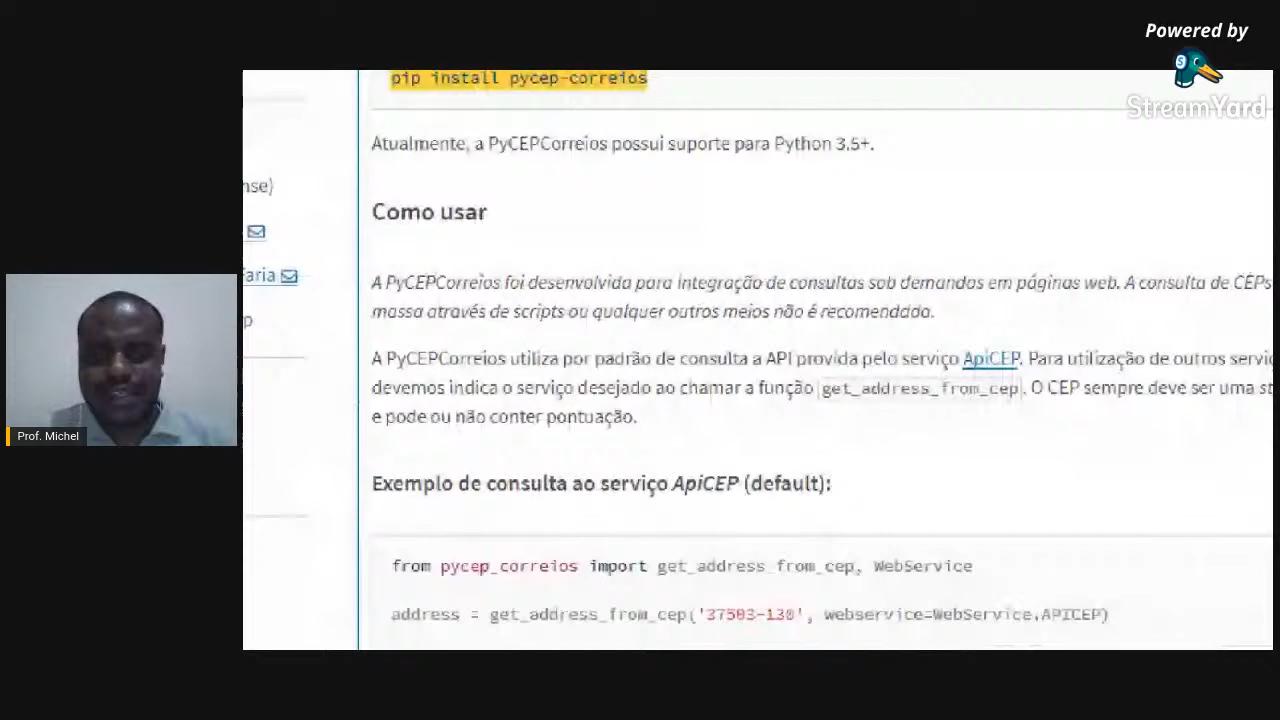 Powered by
StreamYard
pip install pycep-correios
Atualmente, a PyCEPCorreios possui suporte para Python 3.5+.
nse)
Como usar
aria
A PyCEPCorreios foi desenvolvida para integração de consultas sob demandas em páginas web. A consulta de CEPs
massa através de scripts ou qualquer outros meios não é recomendada.
p
A PyCEPCorreios utiliza por padrão de consulta a API provida pelo serviço ApiCEP. Para utilização de outros servi
devemos indica o serviço desejado ao chamar a função get_address_from_cep. O CEP sempre deve ser uma st
e pode ou não conter pontuação.
Prof. Michel
Exemplo de consulta ao serviço ApiCEP (default):
from pycep_correios import get_address_from_cep, WebService
address = get_address_from_cep('37503-130', webservice=WebService.APICEP)